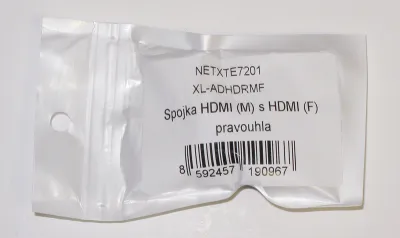 NETXTE7201
XL-ADHDRMF
Spojka HDMI (M) s HDMI (F)
pravouhla
8 592457 190967